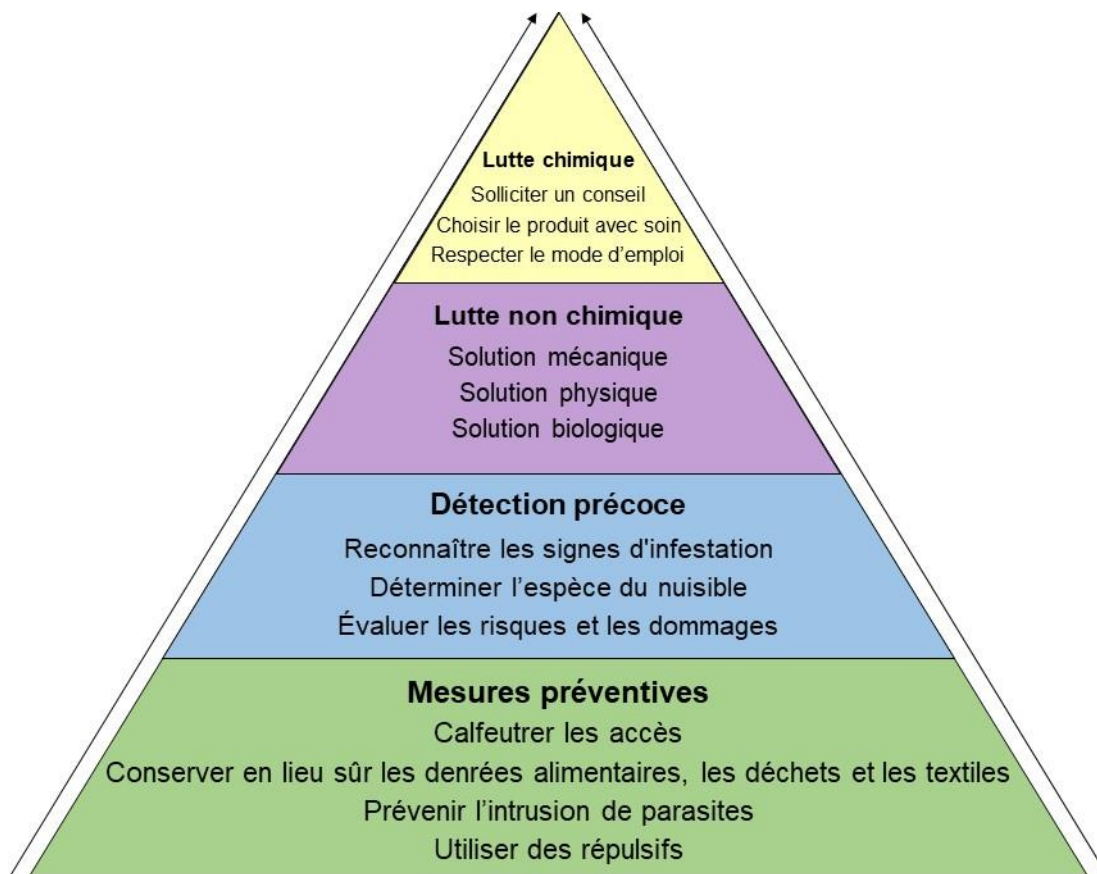 Lutte chimique
Solliciter un conseil
Choisir le produit avec soin
Respecter le mode d’emploi
Lutte non chimique
Solution mécanique
Solution physique
Solution biologique
Détection précoce
Reconnaître les signes d'infestation
Déterminer l’espèce du nuisible
Évaluer les risques et les dommages
Mesures préventives
Calfeutrer les accès
Conserver en lieu sûr les denrées alimentaires, les déchets et les textiles
Prévenir l’intrusion de parasites
Utiliser des répulsifs